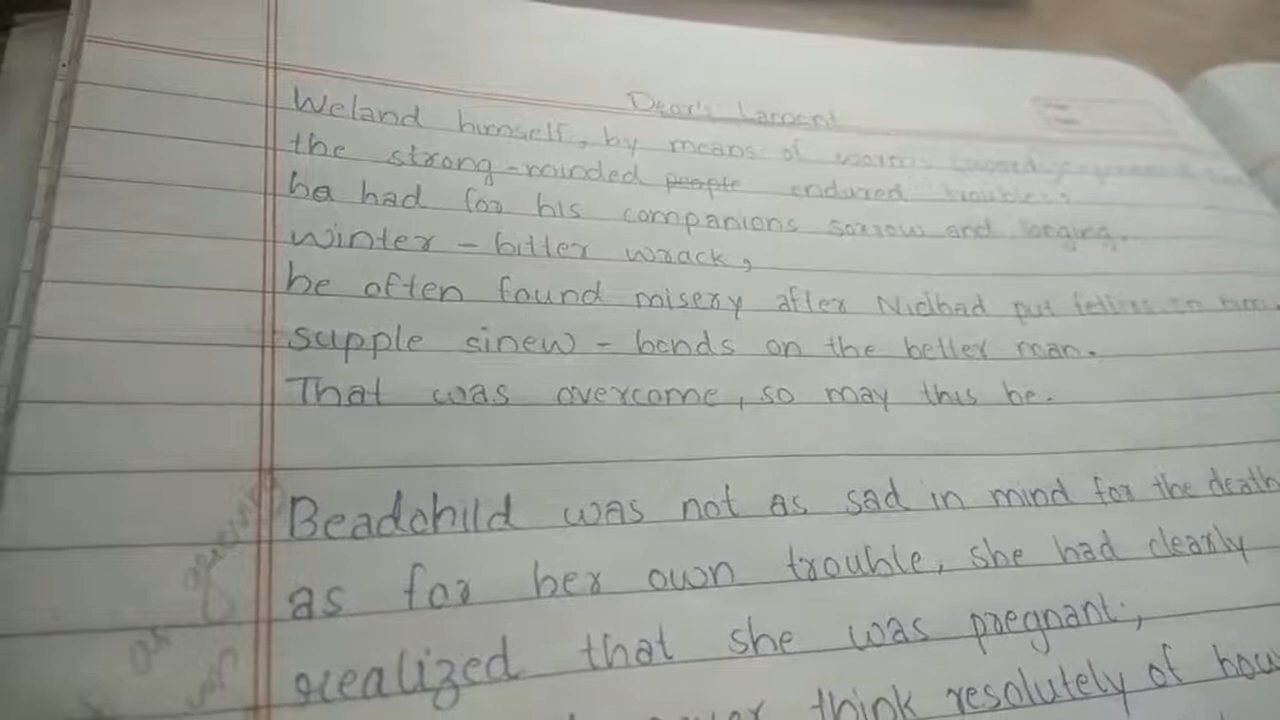 Deor's Lament
Weland himself, by means of worms
the strong-minded people endured troubles;
he had for his companions sorrow and longing,
winter - bitter wrack,
he often found misery after Nidhad put fetters on him
supple sinew - bonds on the better man.
That was overcome, so may this be.
Beadohild was not as sad in mind for the death
as for her own trouble, she had clearly
realized that she was pregnant;
think resolutely of how